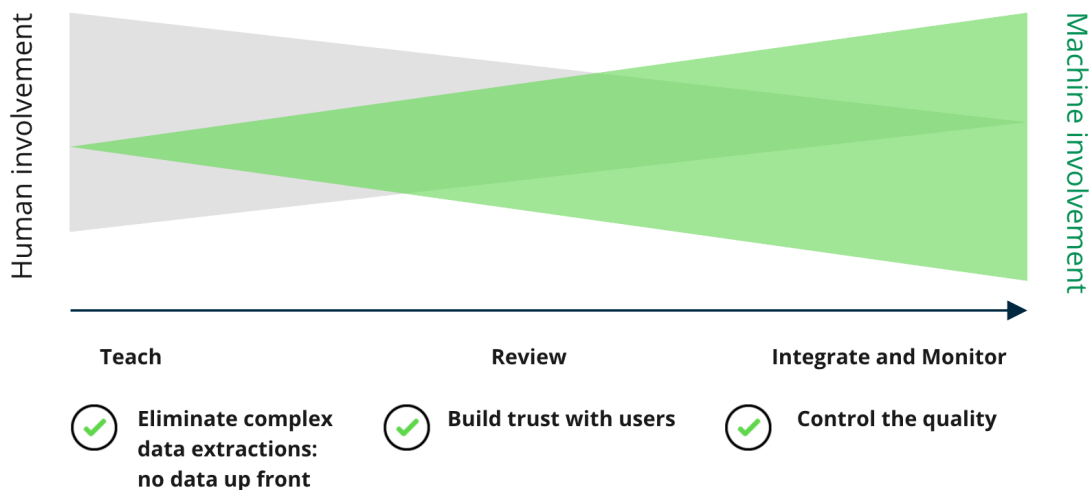 Human involvement
Machine involvement
Teach
Review
Integrate and Monitor
Eliminate complex
data extractions:
no data up front
Build trust with users
Control the quality